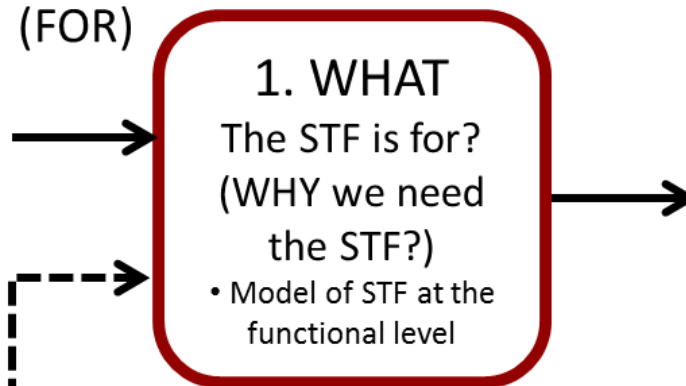 (FOR)
1. WHAT
The STF is for?
(WHY we need
the STF?)
• Model of STF at the
functional level